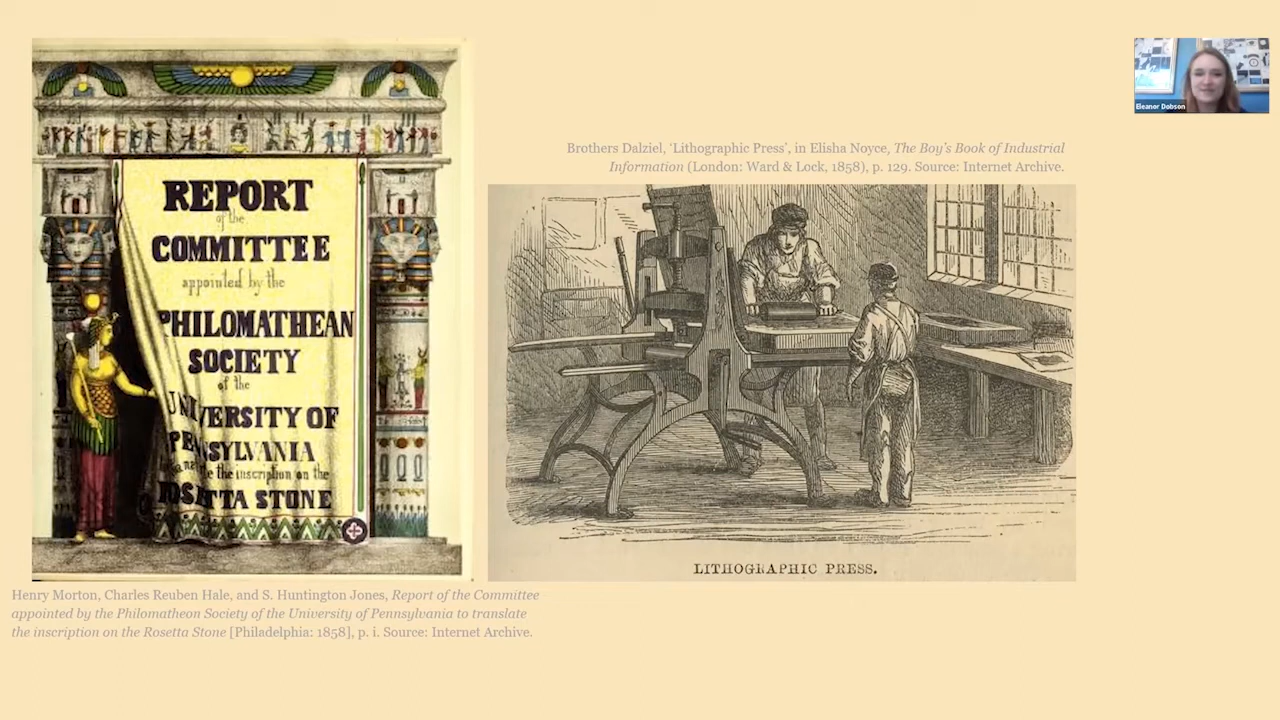 REPORT
of the
COMMITTEE
appointed by the
PHILOMATHEAN
SOCIETY
of the
UNIVERSITY OF
PENNSYLVANIA
the inscription on the
ROSETTA STONE
Henry Morton, Charles Reuben Hale, and S. Huntington Jones, Report of the Committee
appointed by the Philomatheon Society of the University of Pennsylvania to translate
the inscription on the Rosetta Stone [Philadelphia: 1858], p. i. Source: Internet Archive.
Brothers Dalziel, ‘Lithographic Press’, in Elisha Noyce, The Boy’s Book of Industrial
Information (London: Ward & Lock, 1858), p. 129. Source: Internet Archive.
LITHOGRAPHIC PRESS.
Eleanor Dobson